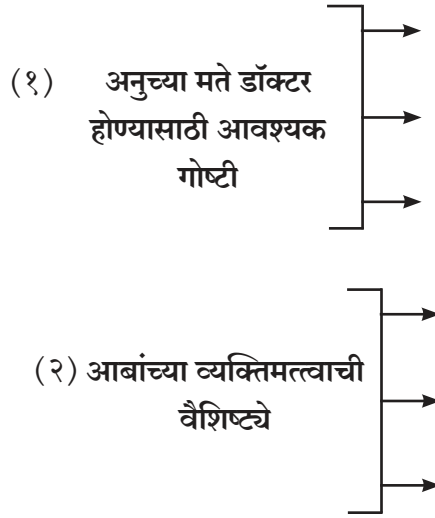 (१) अनुच्या मते डॉक्टर
होण्यासाठी आवश्यक
गोष्टी
(२) आबांच्या व्यक्तिमत्त्वाची
वैशिष्ट्ये